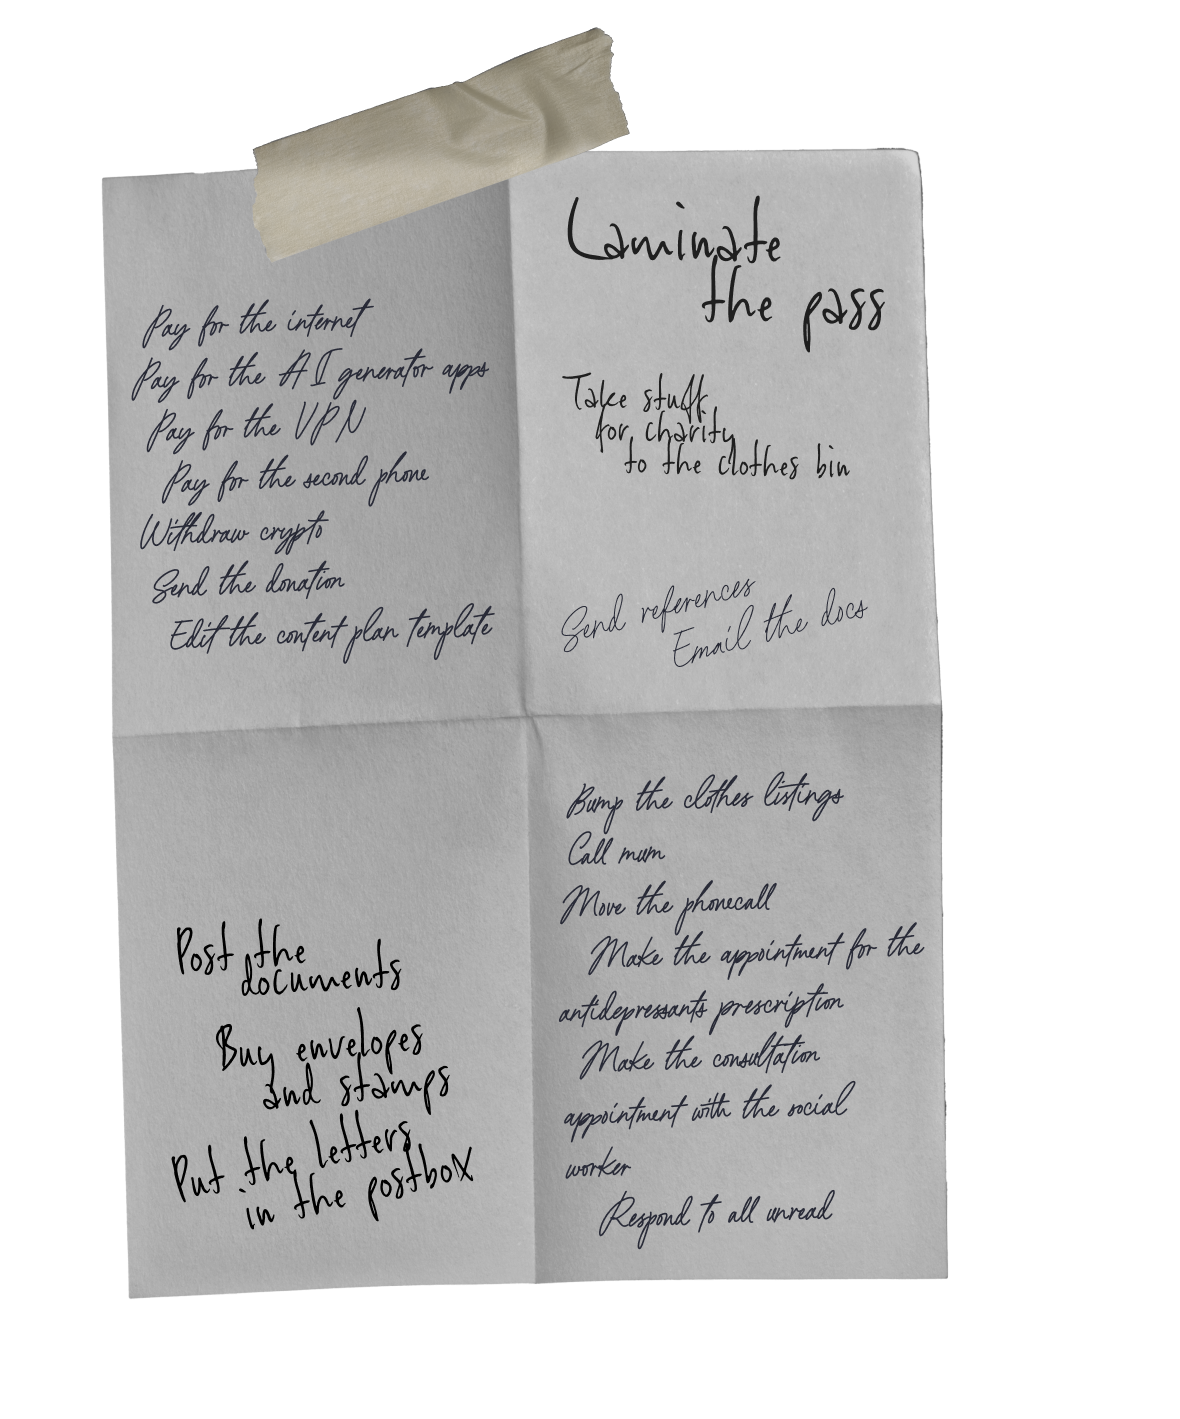 Pay for the internet
Pay for the AI generator apps
Pay for the VPN
Pay for the second phone
Withdraw crypto
Send the donation
Edit the content plan template
Laminate
the pass
Take stuff
for charity
to the clothes bin
Send references
Email the docs
Post the
documents
Buy envelopes
and stamps
Put the letters
in the postbox
Bump the clothes listings
Call mum
Move the phonecall
Make the appointment for the
antidepressants prescription
Make the consultation
appointment with the social
worker
Respond to all unread